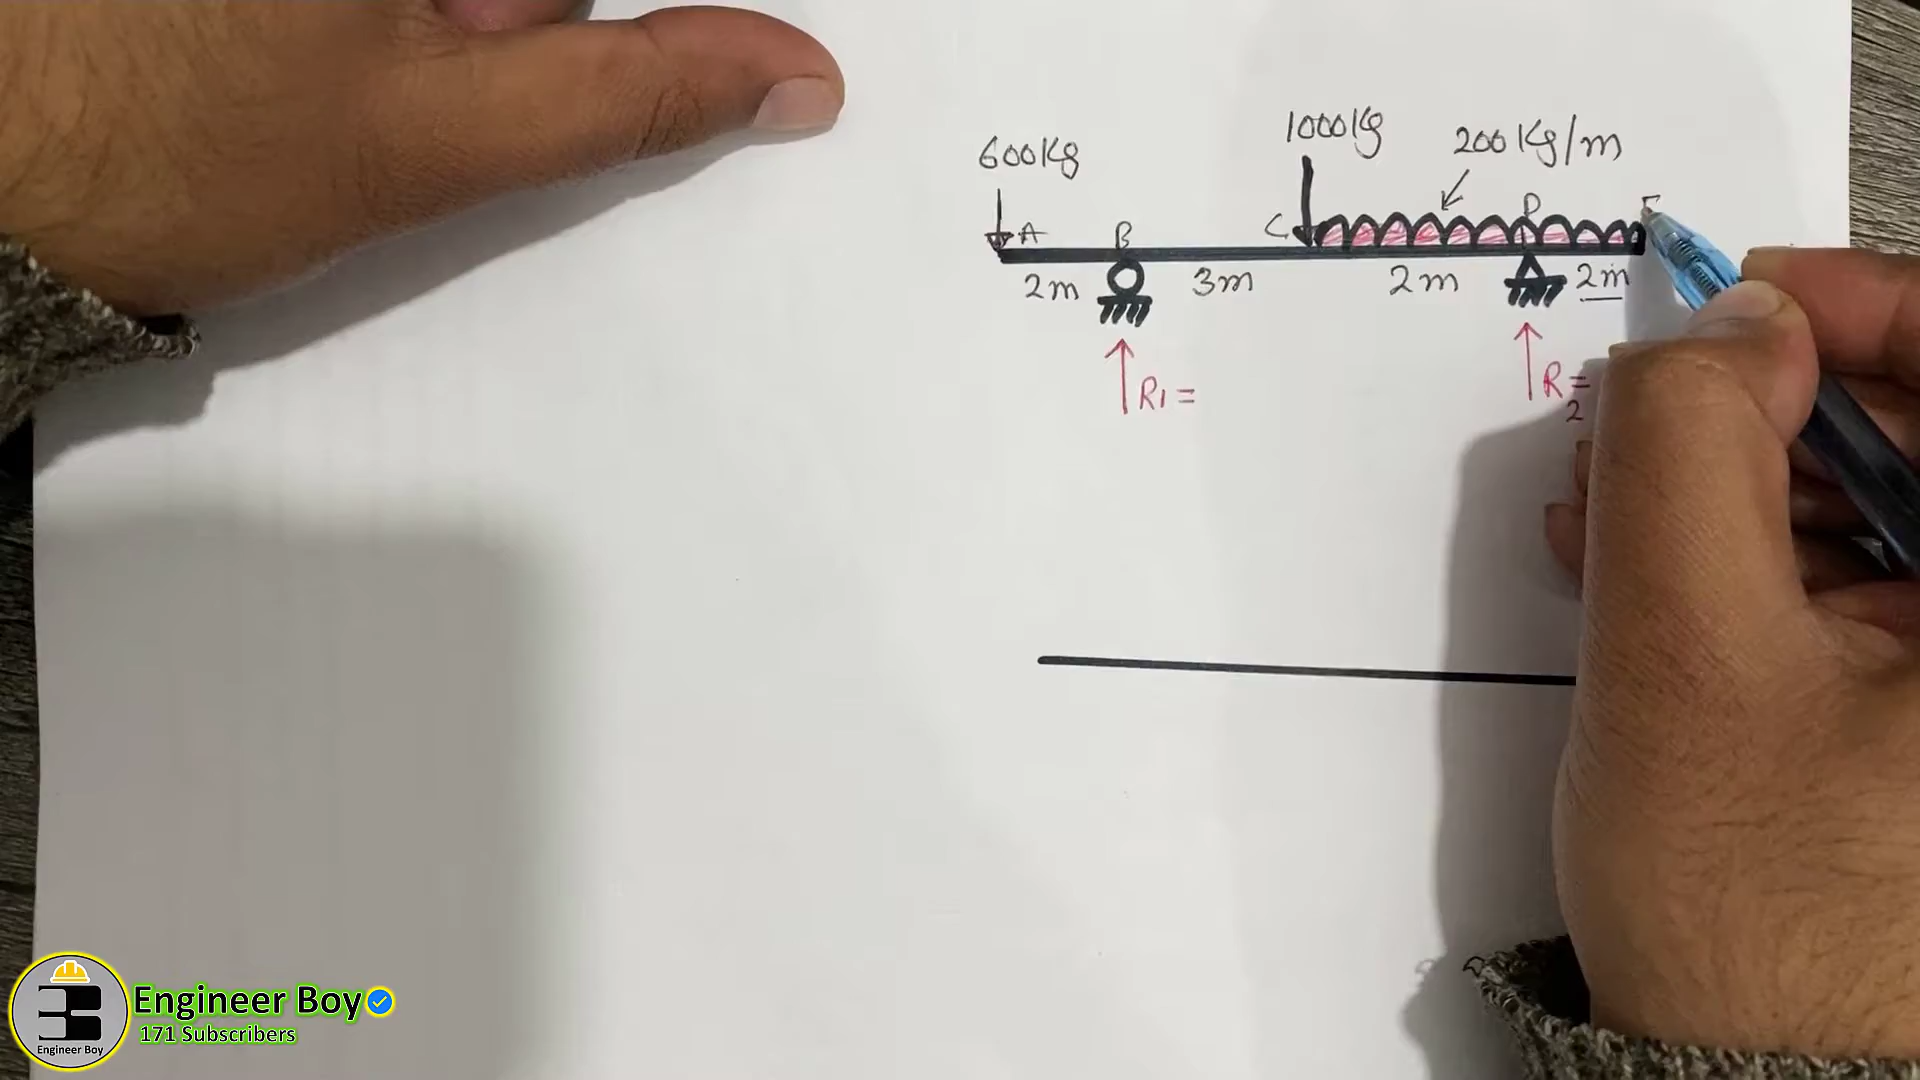 1000Kg
200Kg/m
600Kg
A B C D
2m 3m 2m 2m
R1= R2=
Engineer Boy
171 Subscribers
Engineer Boy